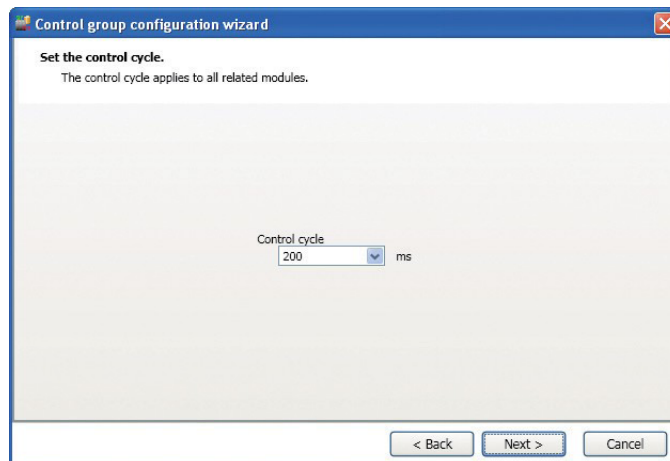 Control group configuration wizard
Set the control cycle.
The control cycle applies to all related modules.
Control cycle
200 ms
< Back Next > Cancel